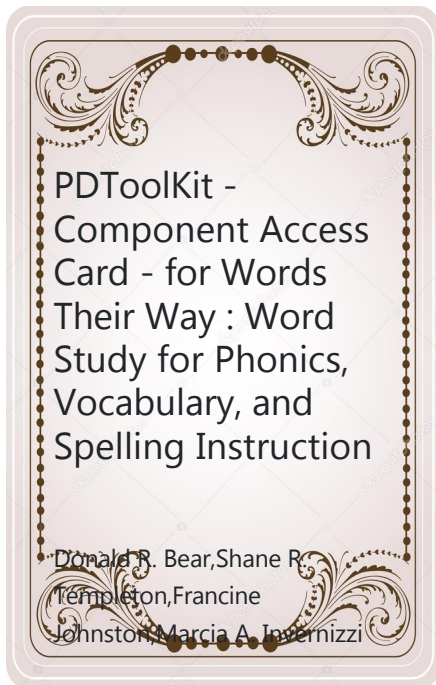 PDToolKit -
Component Access
Card - for Words
Their Way : Word
Study for Phonics,
Vocabulary, and
Spelling Instruction
Donald R. Bear,Shane R.
Templeton,Francine
Johnston,Marcia A. Invernizzi